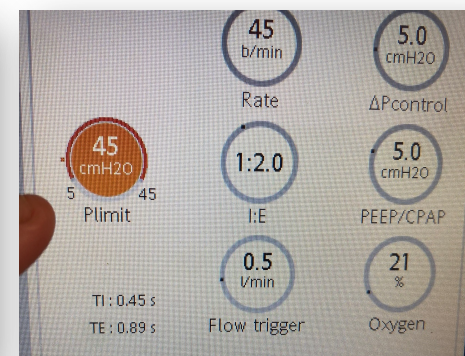 45
b/min
Rate
5.0
cmH2O
ΔPcontrol
45
cmH2O
5 45
Plimit
1:2.0
I:E
5.0
cmH2O
PEEP/CPAP
0.5
l/min
Flow trigger
21
%
Oxygen
TI : 0.45 s
TE : 0.89 s